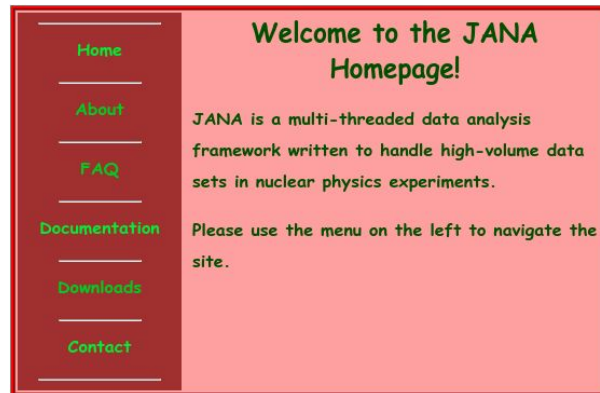 Home
About
FAQ
Documentation
Downloads
Contact
Welcome to the JANA
Homepage!
JANA is a multi-threaded data analysis
framework written to handle high-volume data
sets in nuclear physics experiments.
Please use the menu on the left to navigate the
site.